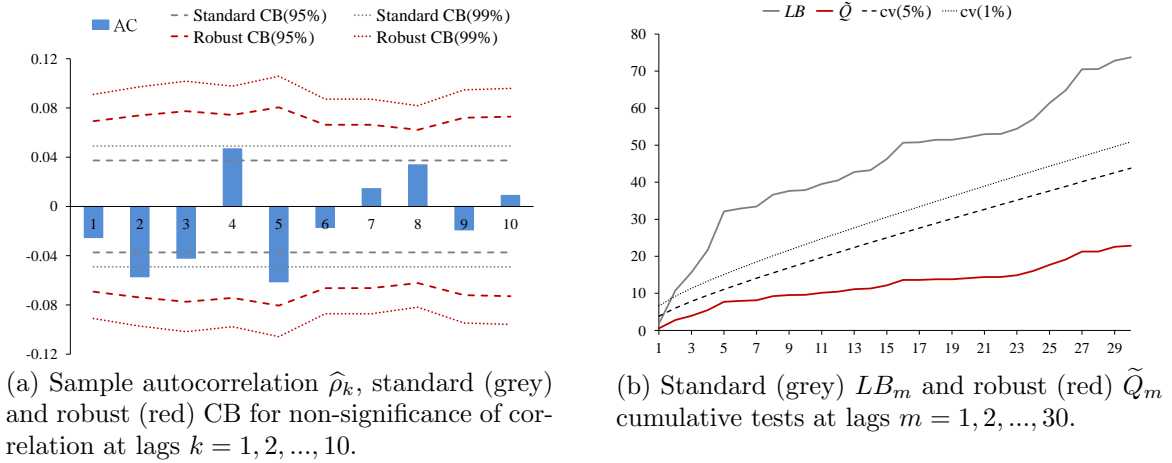 AC
Standard CB(95%)
Standard CB(99%)
Robust CB(95%)
Robust CB(99%)
0.12
0.08
0.04
0
-0.04
-0.08
-0.12
1 2 3 4 5 6 7 8 9 10
(a) Sample autocorrelation ρ̂ₖ, standard (grey)
and robust (red) CB for non-significance of cor-
relation at lags k = 1, 2, ..., 10.
LB Q̃ cv(5%) cv(1%)
80
70
60
50
40
30
20
10
0
1 3 5 7 9 11 13 15 17 19 21 23 25 27 29
(b) Standard (grey) LBₘ and robust (red) Q̃ₘ
cumulative tests at lags m = 1, 2, ..., 30.